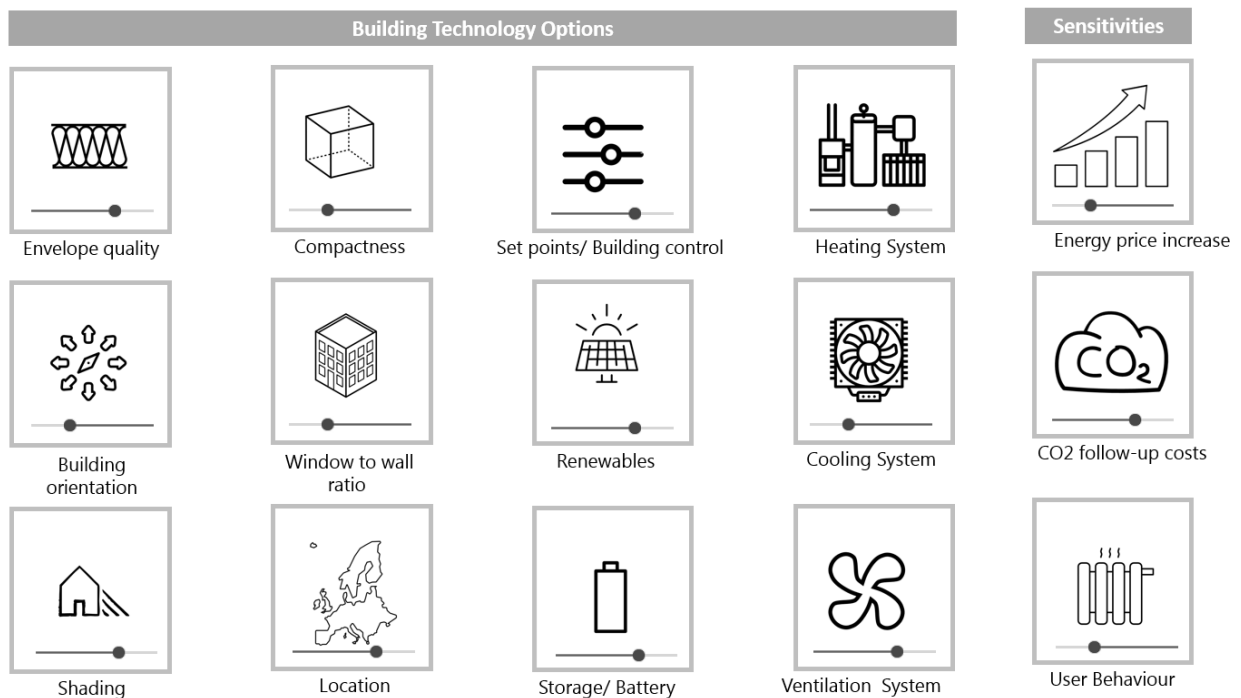 Building Technology Options
Sensitivities
Envelope quality
Compactness
Set points/ Building control
Heating System
Energy price increase
Building
orientation
Window to wall
ratio
Renewables
Cooling System
CO2
CO2 follow-up costs
Shading
Location
Storage/ Battery
Ventilation System
User Behaviour